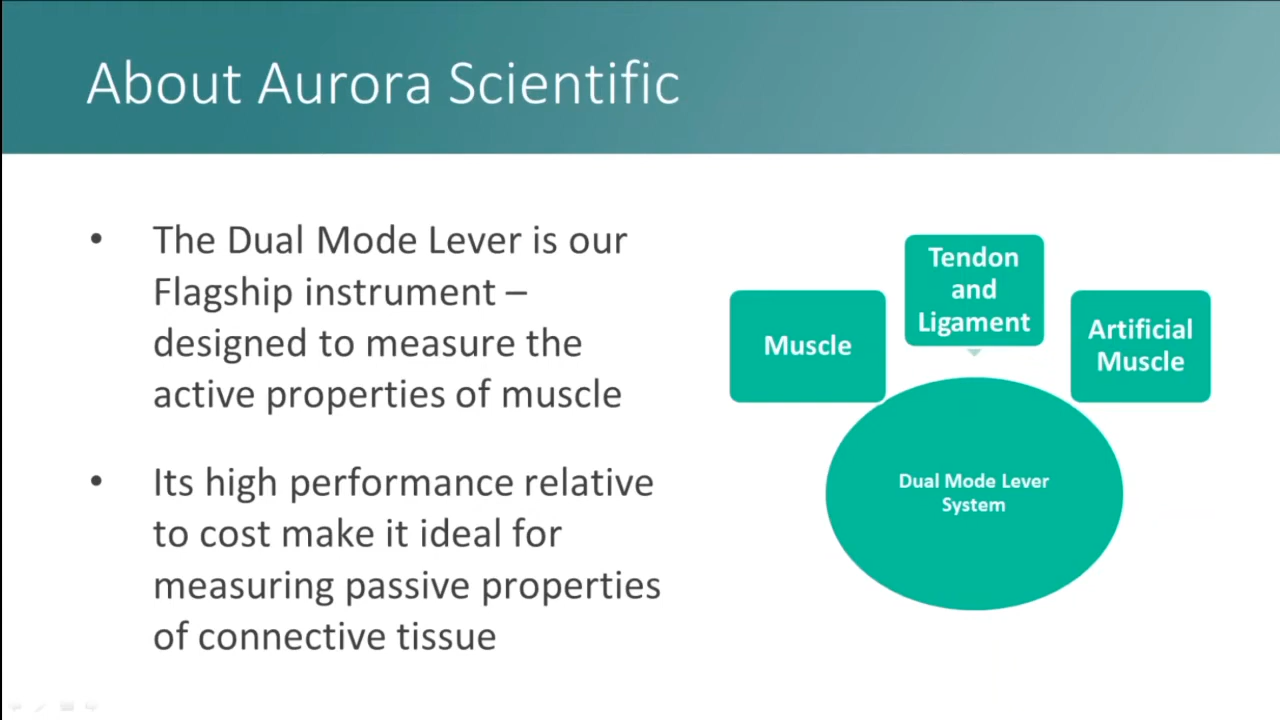 About Aurora Scientific
• The Dual Mode Lever is our
Flagship instrument –
designed to measure the
active properties of muscle
• Its high performance relative
to cost make it ideal for
measuring passive properties
of connective tissue
Muscle
Tendon
and
Ligament
Artificial
Muscle
Dual Mode Lever
System